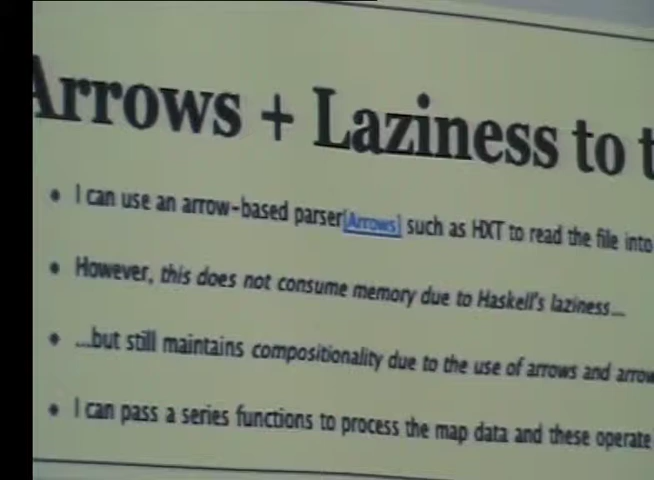 Arrows + Laziness to t
• I can use an arrow-based parser[Arrows] such as HXT to read the file into
• However, this does not consume memory due to Haskell's laziness...
• ...but still maintains compositionality due to the use of arrows and arrow
• I can pass a series functions to process the map data and these operate